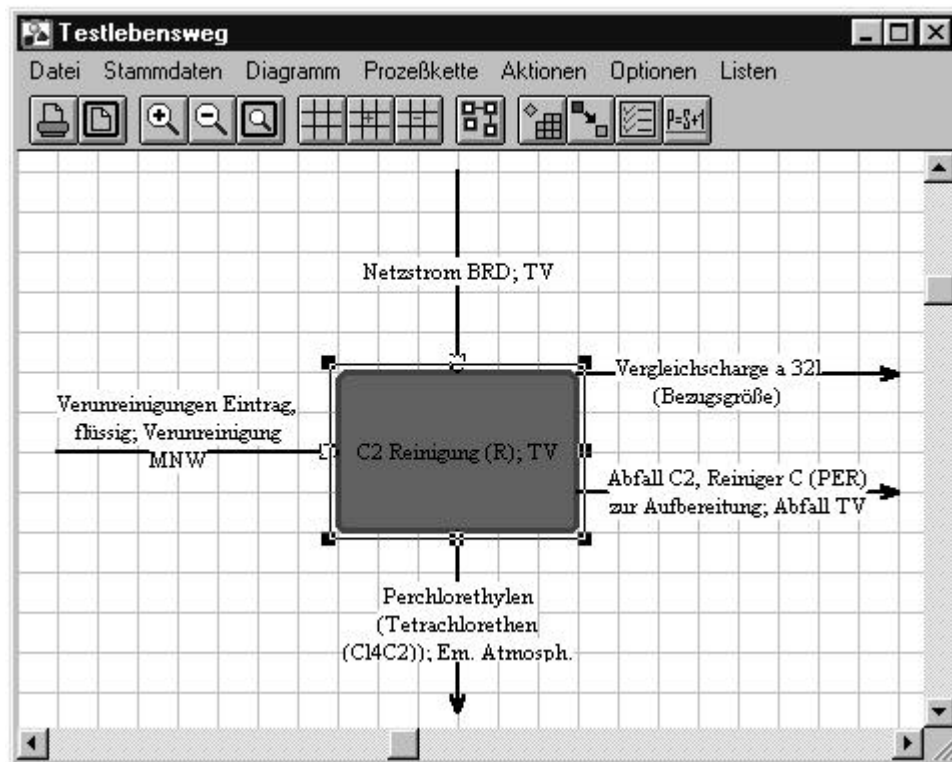 Testlebensweg
Datei Stammdaten Diagramm Prozeßkette Aktionen Optionen Listen
P=S+1
Netzstrom BRD; TV
Vergleichscharge a 32l
(Bezugsgröße)
Verunreinigungen Eintrag,
flüssig; Verunreinigung
MNW
C2 Reinigung (R); TV
Abfall C2, Reiniger C (PER)
zur Aufbereitung; Abfall TV
Perchlorethylen
(Tetrachlorethen
(Cl4C2)); Em. Atmosph.